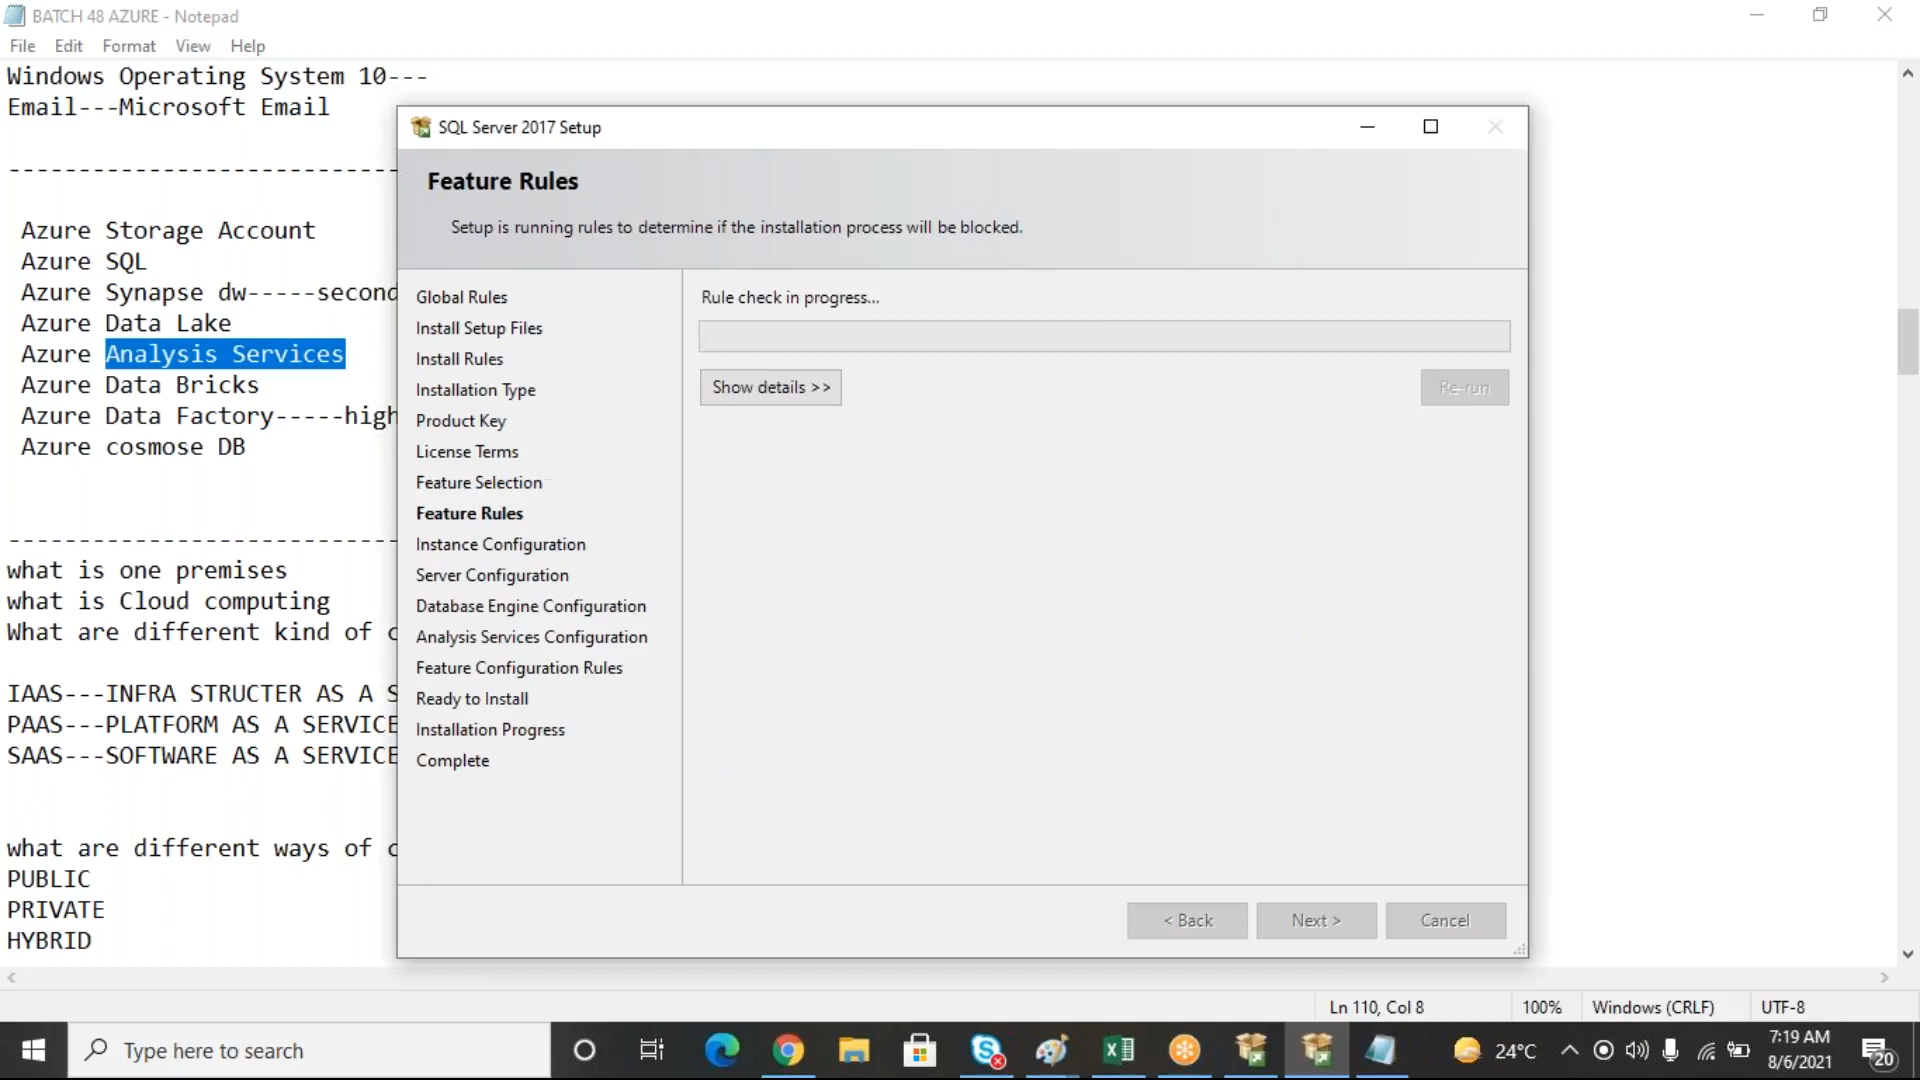 BATCH 48 AZURE - Notepad
File Edit Format View Help
Windows Operating System 10---
Email---Microsoft Email
-----------------------------
Azure Storage Account
Azure SQL
Azure Synapse dw-----second
Azure Data Lake
Azure Analysis Services
Azure Data Bricks
Azure Data Factory-----high
Azure cosmose DB
-----------------------------
what is one premises
what is Cloud computing
What are different kind of c
IAAS---INFRA STRUCTER AS A S
PAAS---PLATFORM AS A SERVICE
SAAS---SOFTWARE AS A SERVICE
what are different ways of c
PUBLIC
PRIVATE
HYBRID
SQL Server 2017 Setup
Feature Rules
Setup is running rules to determine if the installation process will be blocked.
Global Rules
Install Setup Files
Install Rules
Installation Type
Product Key
License Terms
Feature Selection
Feature Rules
Instance Configuration
Server Configuration
Database Engine Configuration
Analysis Services Configuration
Feature Configuration Rules
Ready to Install
Installation Progress
Complete
Rule check in progress...
Show details >>
Re-run
< Back
Next >
Cancel
Ln 110, Col 8
100%
Windows (CRLF)
UTF-8
Type here to search
24°C
7:19 AM
8/6/2021
20